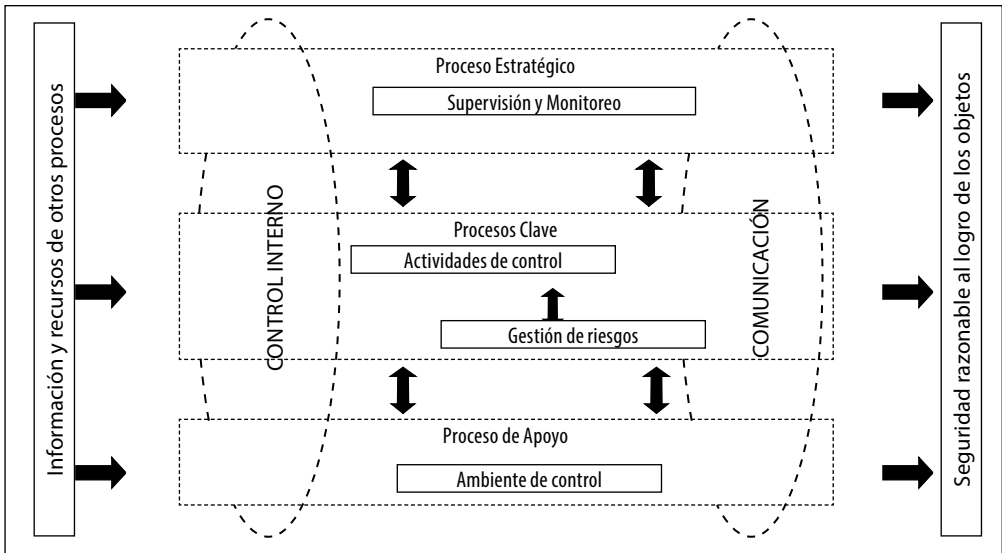 Información y recursos de otros procesos
Proceso Estratégico
Supervisión y Monitoreo
CONTROL INTERNO
Procesos Clave
Actividades de control
Gestión de riesgos
COMUNICACIÓN
Proceso de Apoyo
Ambiente de control
Seguridad razonable al logro de los objetos